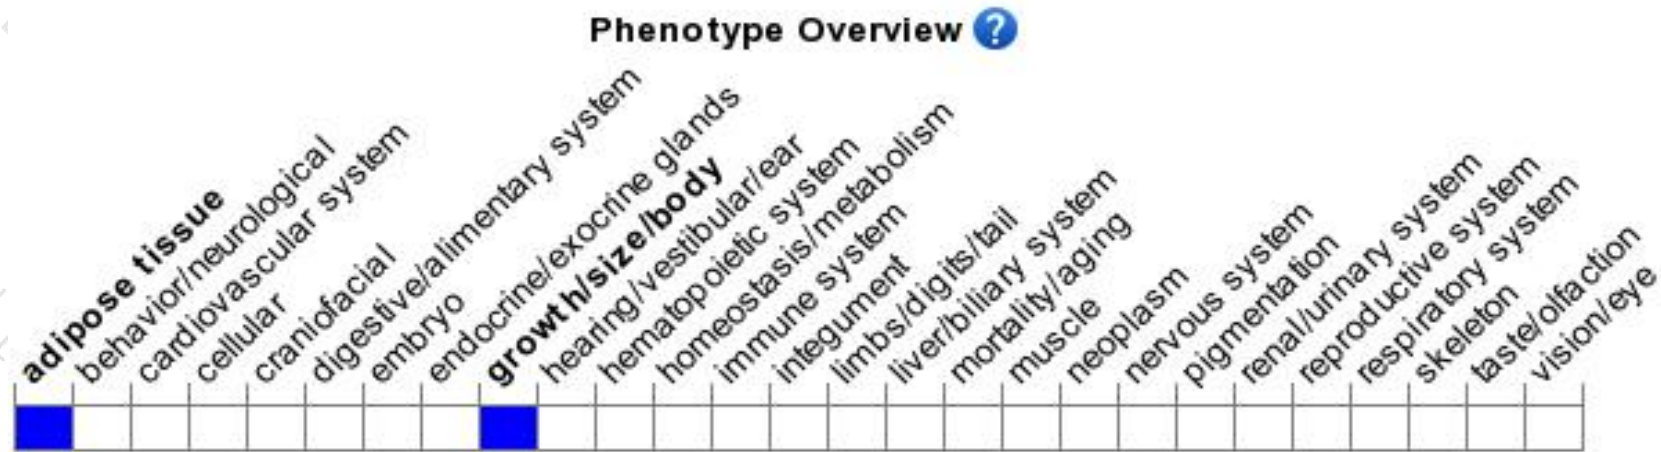 Phenotype Overview ?
adipose tissue
behavior/neurological
cardiovascular system
cellular
craniofacial
digestive/alimentary system
embryo
endocrine/exocrine glands
growth/size/body
hearing/vestibular/ear
hematopoietic system
homeostasis/metabolism
immune system
integument
limbs/digits/tail
liver/biliary system
mortality/aging
muscle
neoplasm
nervous system
pigmentation
renal/urinary system
reproductive system
respiratory system
skeleton
taste/olfaction
vision/eye